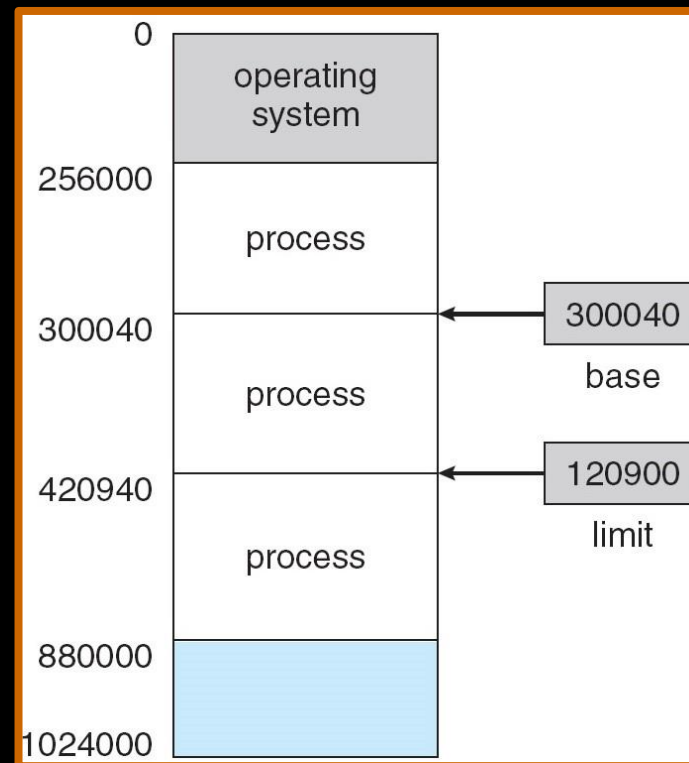 0
operating
system
256000
process
300040
300040
base
process
420940
120900
limit
process
880000
1024000